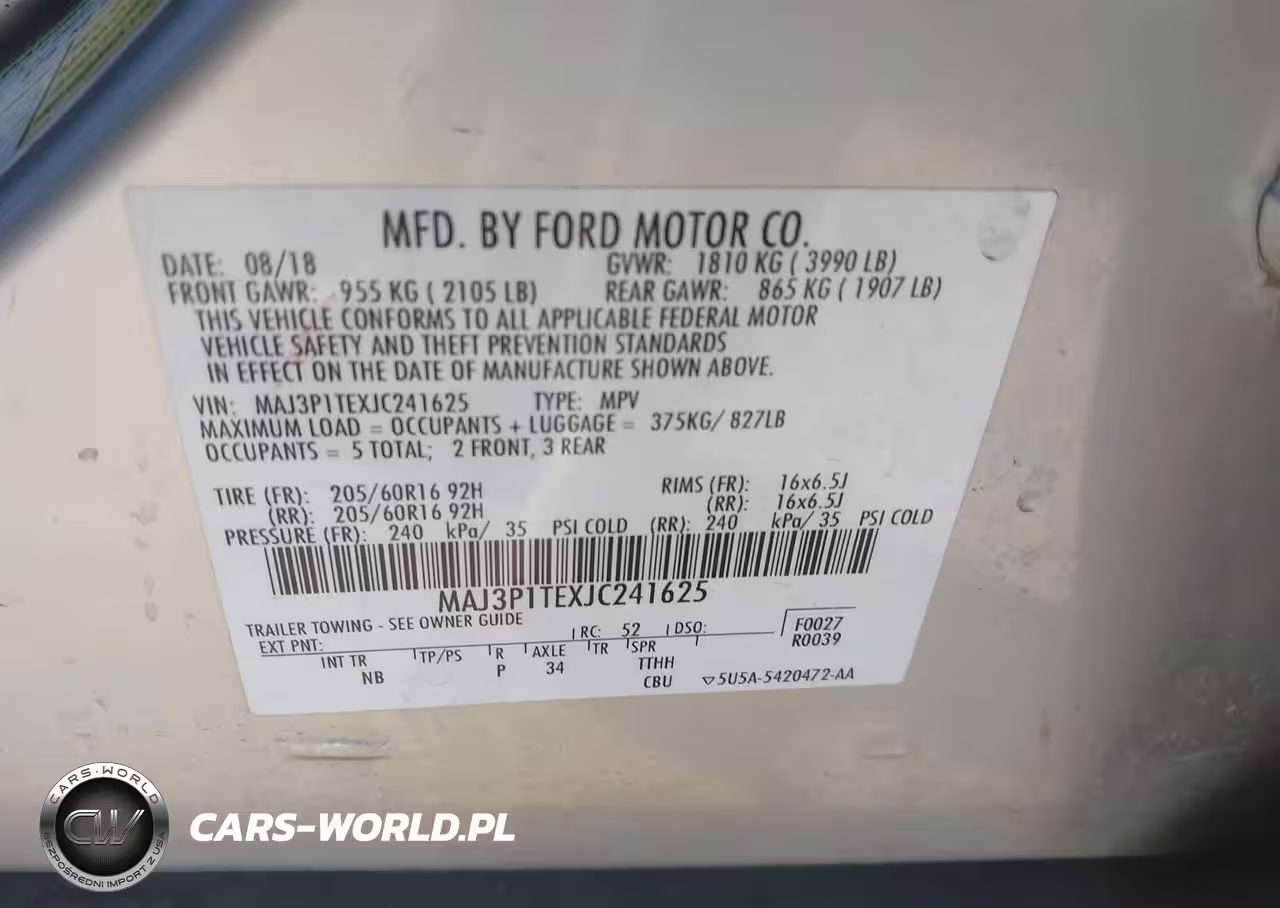 MFD. BY FORD MOTOR CO.
DATE: 08/18 GVWR: 1810 KG ( 3990 LB)
FRONT GAWR: 955 KG ( 2105 LB) REAR GAWR: 865 KG ( 1907 LB)
THIS VEHICLE CONFORMS TO ALL APPLICABLE FEDERAL MOTOR
VEHICLE SAFETY AND THEFT PREVENTION STANDARDS
IN EFFECT ON THE DATE OF MANUFACTURE SHOWN ABOVE.
VIN: MAJ3P1TEXJC241625 TYPE: MPV
MAXIMUM LOAD = OCCUPANTS + LUGGAGE = 375KG/ 827LB
OCCUPANTS = 5 TOTAL; 2 FRONT, 3 REAR
TIRE (FR): 205/60R16 92H RIMS (FR): 16x6.5J
(RR): 205/60R16 92H (RR): 16x6.5J
PRESSURE (FR): 240 kPa/ 35 PSI COLD (RR): 240 kPa/ 35 PSI COLD
MAJ3P1TEXJC241625
TRAILER TOWING - SEE OWNER GUIDE
EXT PNT: RC: 52 DSO: F0027
R0039
INT TR TP/PS R AXLE TR SPR
NB P 34 TTHH
CBU ▽5U5A-5420472-AA
CARS-WORLD
CW
BEZPOŚREDNI IMPORT Z USA
CARS-WORLD.PL